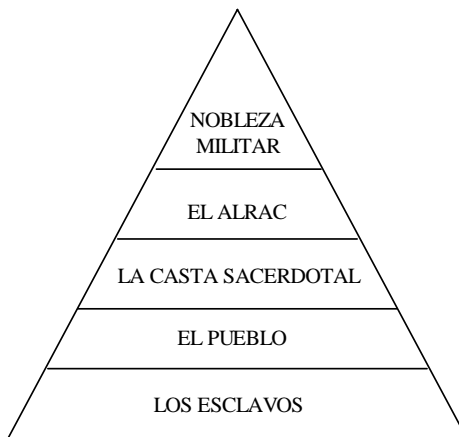 NOBLEZA
MILITAR
EL ALRAC
LA CASTA SACERDOTAL
EL PUEBLO
LOS ESCLAVOS